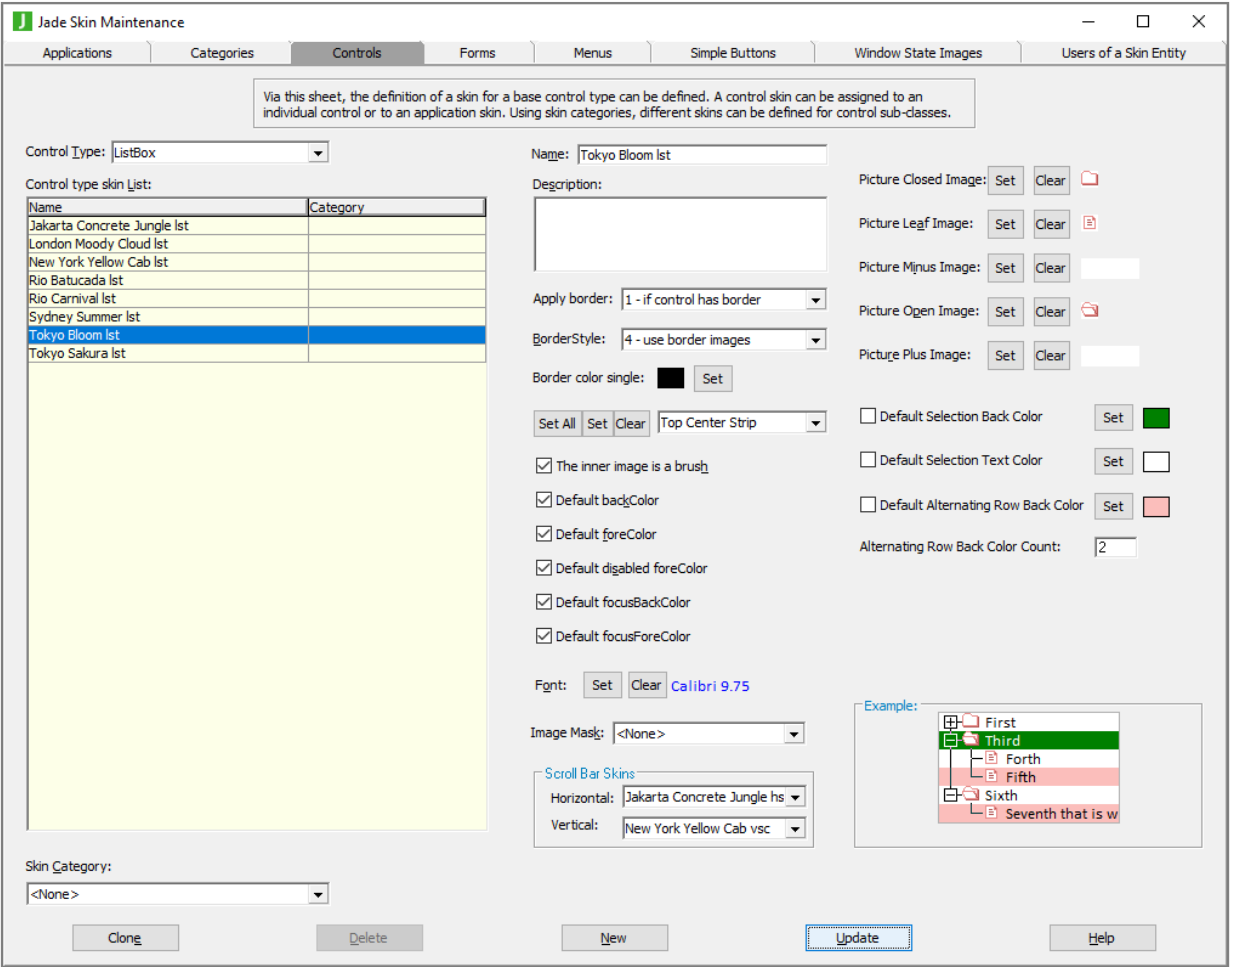 Jade Skin Maintenance
Applications Categories Controls Forms Menus Simple Buttons Window State Images Users of a Skin Entity
Via this sheet, the definition of a skin for a base control type can be defined. A control skin can be assigned to an
individual control or to an application skin. Using skin categories, different skins can be defined for control sub-classes.
Control Type: ListBox
Control type skin List:
Name Category
Jakarta Concrete Jungle lst
London Moody Cloud lst
New York Yellow Cab lst
Rio Batucada lst
Rio Carnival lst
Sydney Summer lst
Tokyo Bloom lst
Tokyo Sakura lst
Skin Category:
<None>
Name: Tokyo Bloom lst
Description:
Apply border: 1 - if control has border
BorderStyle: 4 - use border images
Border color single: Set
Set All Set Clear Top Center Strip
The inner image is a brush
Default backColor
Default foreColor
Default disabled foreColor
Default focusBackColor
Default focusForeColor
Font: Set Clear Calibri 9.75
Image Mask: <None>
Scroll Bar Skins
Horizontal: Jakarta Concrete Jungle hs
Vertical: New York Yellow Cab vsc
Picture Closed Image: Set Clear
Picture Leaf Image: Set Clear
Picture Minus Image: Set Clear
Picture Open Image: Set Clear
Picture Plus Image: Set Clear
Default Selection Back Color Set
Default Selection Text Color Set
Default Alternating Row Back Color Set
Alternating Row Back Color Count: 2
Example:
First
Third
Forth
Fifth
Sixth
Seventh that is w
Clone Delete New Update Help